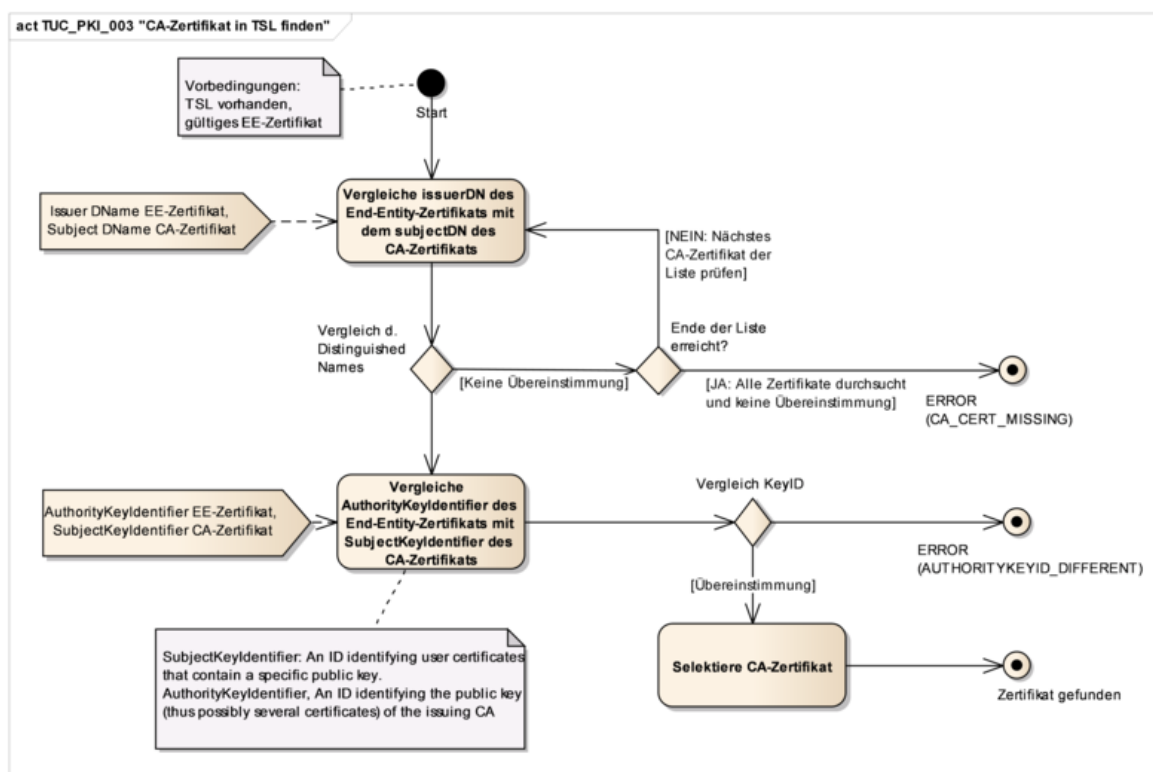 act TUC_PKI_003 "CA-Zertifikat in TSL finden"
Vorbedingungen:
TSL vorhanden,
gültiges EE-Zertifikat
Start
Issuer DName EE-Zertifikat,
Subject DName CA-Zertifikat
Vergleiche issuerDN des
End-Entity-Zertifikats mit
dem subjectDN des
CA-Zertifikats
[NEIN: Nächstes
CA-Zertifikat der
Liste prüfen]
Vergleich d.
Distinguished
Names
[Keine Übereinstimmung]
Ende der Liste
erreicht?
[JA: Alle Zertifikate durchsucht
und keine Übereinstimmung]
ERROR
(CA_CERT_MISSING)
AuthorityKeyIdentifier EE-Zertifikat,
SubjectKeyIdentifier CA-Zertifikat
Vergleiche
AuthorityKeyIdentifier des
End-Entity-Zertifikats mit
SubjectKeyIdentifier des
CA-Zertifikats
Vergleich KeyID
ERROR
(AUTHORITYKEYID_DIFFERENT)
[Übereinstimmung]
SubjectKeyIdentifier: An ID identifying user certificates
that contain a specific public key.
AuthorityKeyIdentifier, An ID identifying the public key
(thus possibly several certificates) of the issuing CA
Selektiere CA-Zertifikat
Zertifikat gefunden